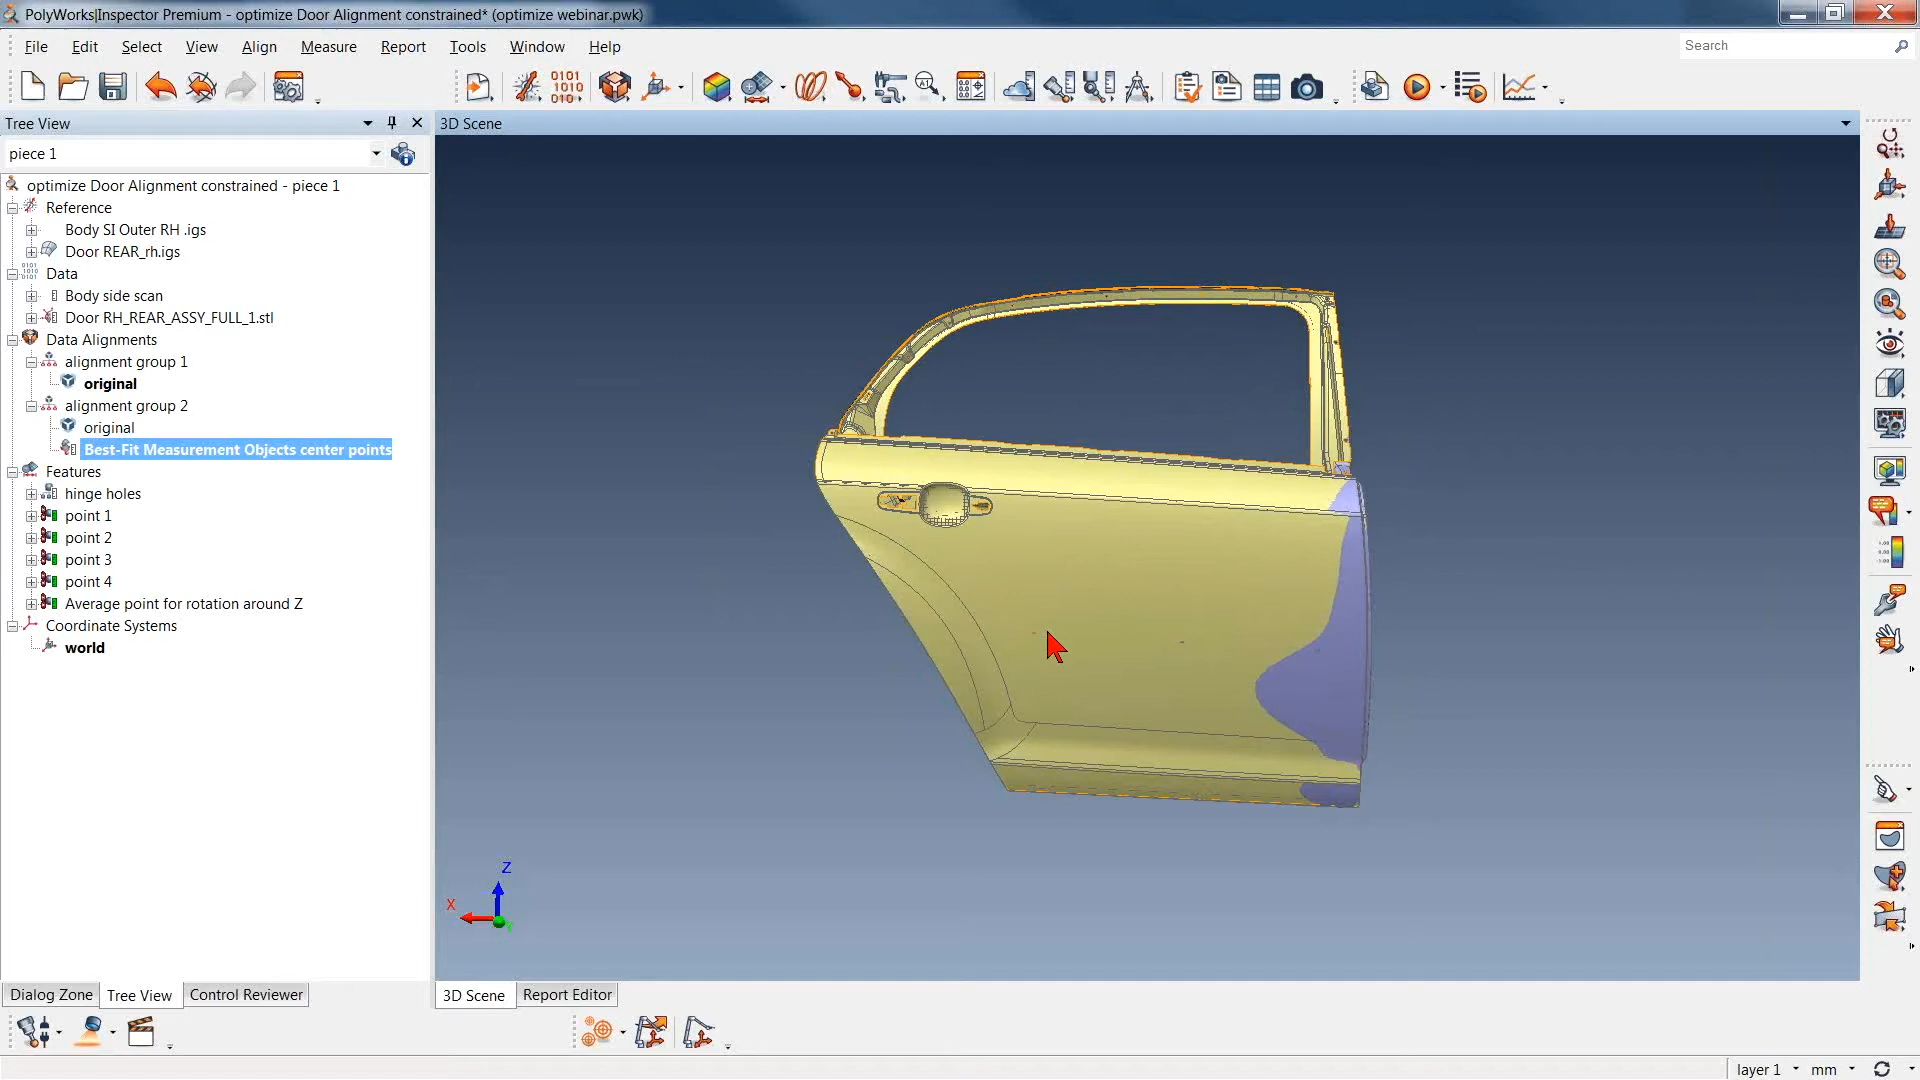 PolyWorks|Inspector Premium - optimize Door Alignment constrained* (optimize webinar.pwk)
File Edit Select View Align Measure Report Tools Window Help
Search
Tree View
3D Scene
piece 1
optimize Door Alignment constrained - piece 1
Reference
Body SI Outer RH .igs
Door REAR_rh.igs
Data
Body side scan
Door RH_REAR_ASSY_FULL_1.stl
Data Alignments
alignment group 1
original
alignment group 2
original
Best-Fit Measurement Objects center points
Features
hinge holes
point 1
point 2
point 3
point 4
Average point for rotation around Z
Coordinate Systems
world
Z
X
Y
Dialog Zone Tree View Control Reviewer
3D Scene Report Editor
layer 1 mm